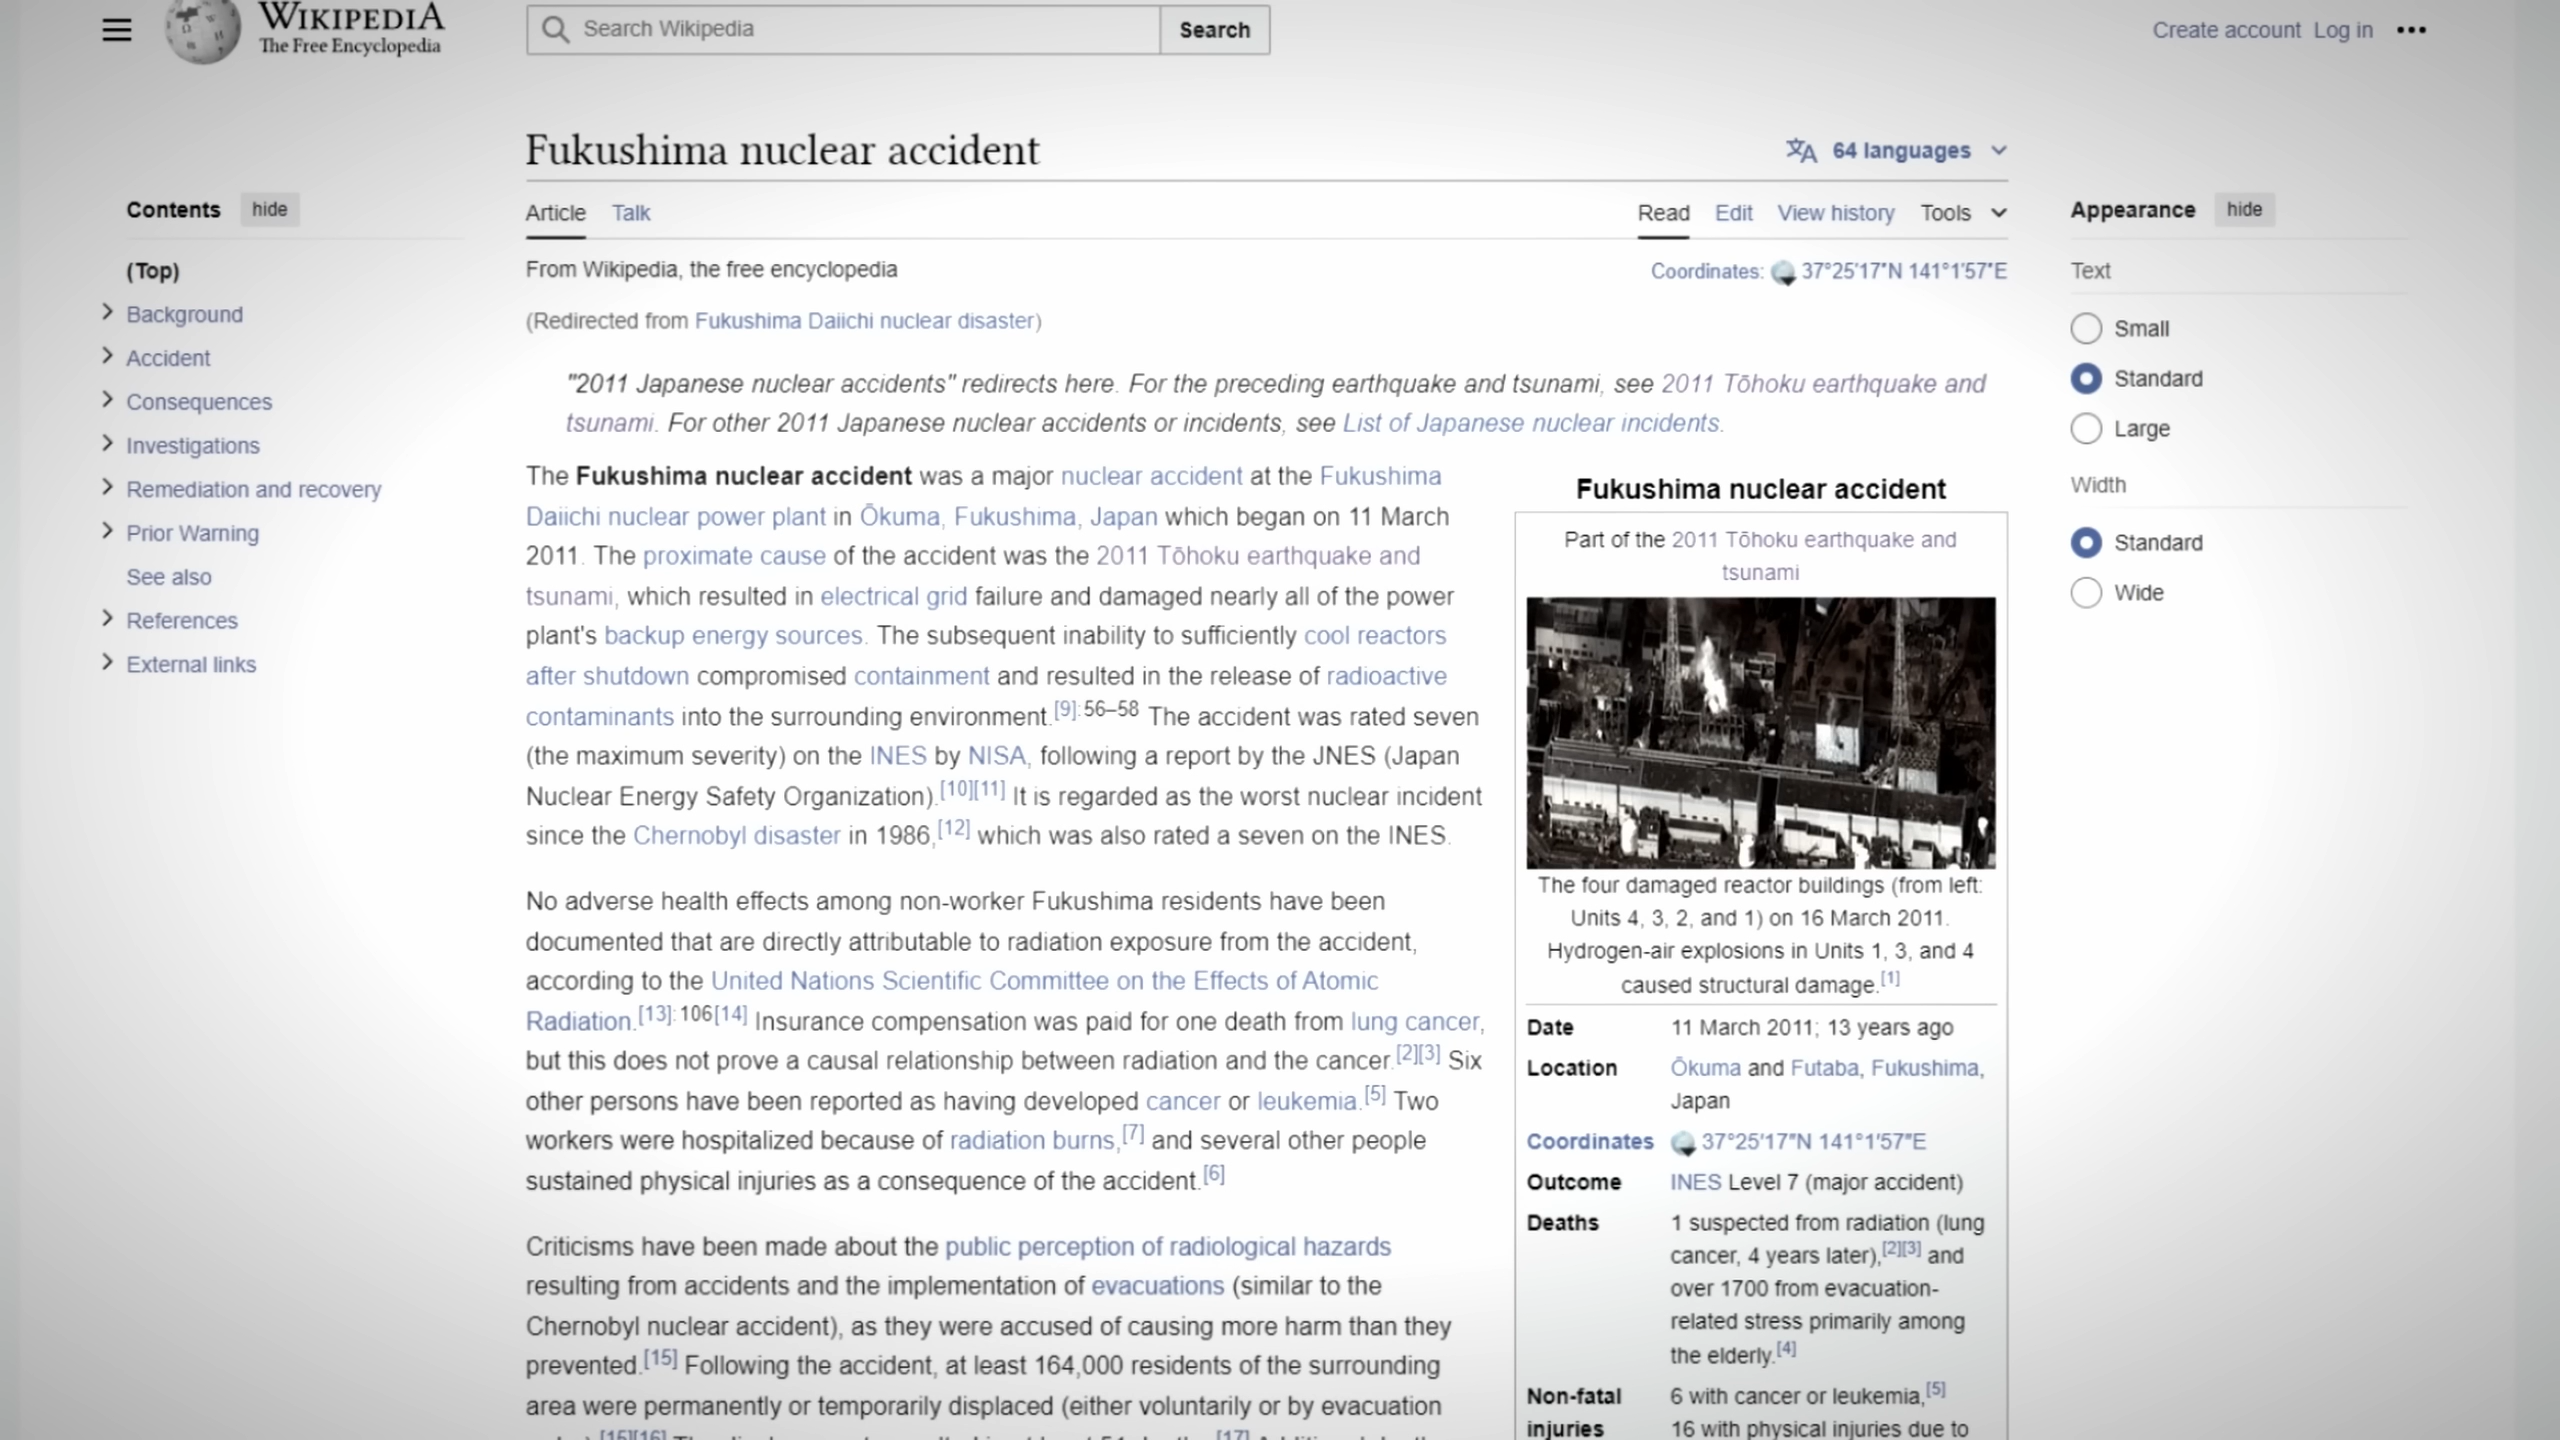 WIKIPEDIA
The Free Encyclopedia
Search Wikipedia
Search
Create account Log in
Fukushima nuclear accident
64 languages
Contents hide
(Top)
Background
Accident
Consequences
Investigations
Remediation and recovery
Prior Warning
See also
References
External links
Article Talk
Read Edit View history Tools
From Wikipedia, the free encyclopedia
Coordinates: 37°25′17″N 141°1′57″E
(Redirected from Fukushima Daiichi nuclear disaster)
"2011 Japanese nuclear accidents" redirects here. For the preceding earthquake and tsunami, see 2011 Tōhoku earthquake and
tsunami. For other 2011 Japanese nuclear accidents or incidents, see List of Japanese nuclear incidents.
The Fukushima nuclear accident was a major nuclear accident at the Fukushima
Daiichi nuclear power plant in Ōkuma, Fukushima, Japan which began on 11 March
2011. The proximate cause of the accident was the 2011 Tōhoku earthquake and
tsunami, which resulted in electrical grid failure and damaged nearly all of the power
plant's backup energy sources. The subsequent inability to sufficiently cool reactors
after shutdown compromised containment and resulted in the release of radioactive
contaminants into the surrounding environment.[9]:56–58 The accident was rated seven
(the maximum severity) on the INES by NISA, following a report by the JNES (Japan
Nuclear Energy Safety Organization).[10][11] It is regarded as the worst nuclear incident
since the Chernobyl disaster in 1986,[12] which was also rated a seven on the INES.
No adverse health effects among non-worker Fukushima residents have been
documented that are directly attributable to radiation exposure from the accident,
according to the United Nations Scientific Committee on the Effects of Atomic
Radiation.[13]:106[14] Insurance compensation was paid for one death from lung cancer,
but this does not prove a causal relationship between radiation and the cancer.[2][3] Six
other persons have been reported as having developed cancer or leukemia.[5] Two
workers were hospitalized because of radiation burns,[7] and several other people
sustained physical injuries as a consequence of the accident.[6]
Criticisms have been made about the public perception of radiological hazards
resulting from accidents and the implementation of evacuations (similar to the
Chernobyl nuclear accident), as they were accused of causing more harm than they
prevented.[15] Following the accident, at least 164,000 residents of the surrounding
area were permanently or temporarily displaced (either voluntarily or by evacuation
Fukushima nuclear accident
Part of the 2011 Tōhoku earthquake and
tsunami
The four damaged reactor buildings (from left:
Units 4, 3, 2, and 1) on 16 March 2011.
Hydrogen-air explosions in Units 1, 3, and 4
caused structural damage.[1]
Date 11 March 2011; 13 years ago
Location Ōkuma and Futaba, Fukushima,
Japan
Coordinates 37°25′17″N 141°1′57″E
Outcome INES Level 7 (major accident)
Deaths 1 suspected from radiation (lung
cancer, 4 years later),[2][3] and
over 1700 from evacuation-
related stress primarily among
the elderly.[4]
Non-fatal 6 with cancer or leukemia,[5]
injuries 16 with physical injuries due to
Appearance hide
Text
Small
Standard
Large
Width
Standard
Wide